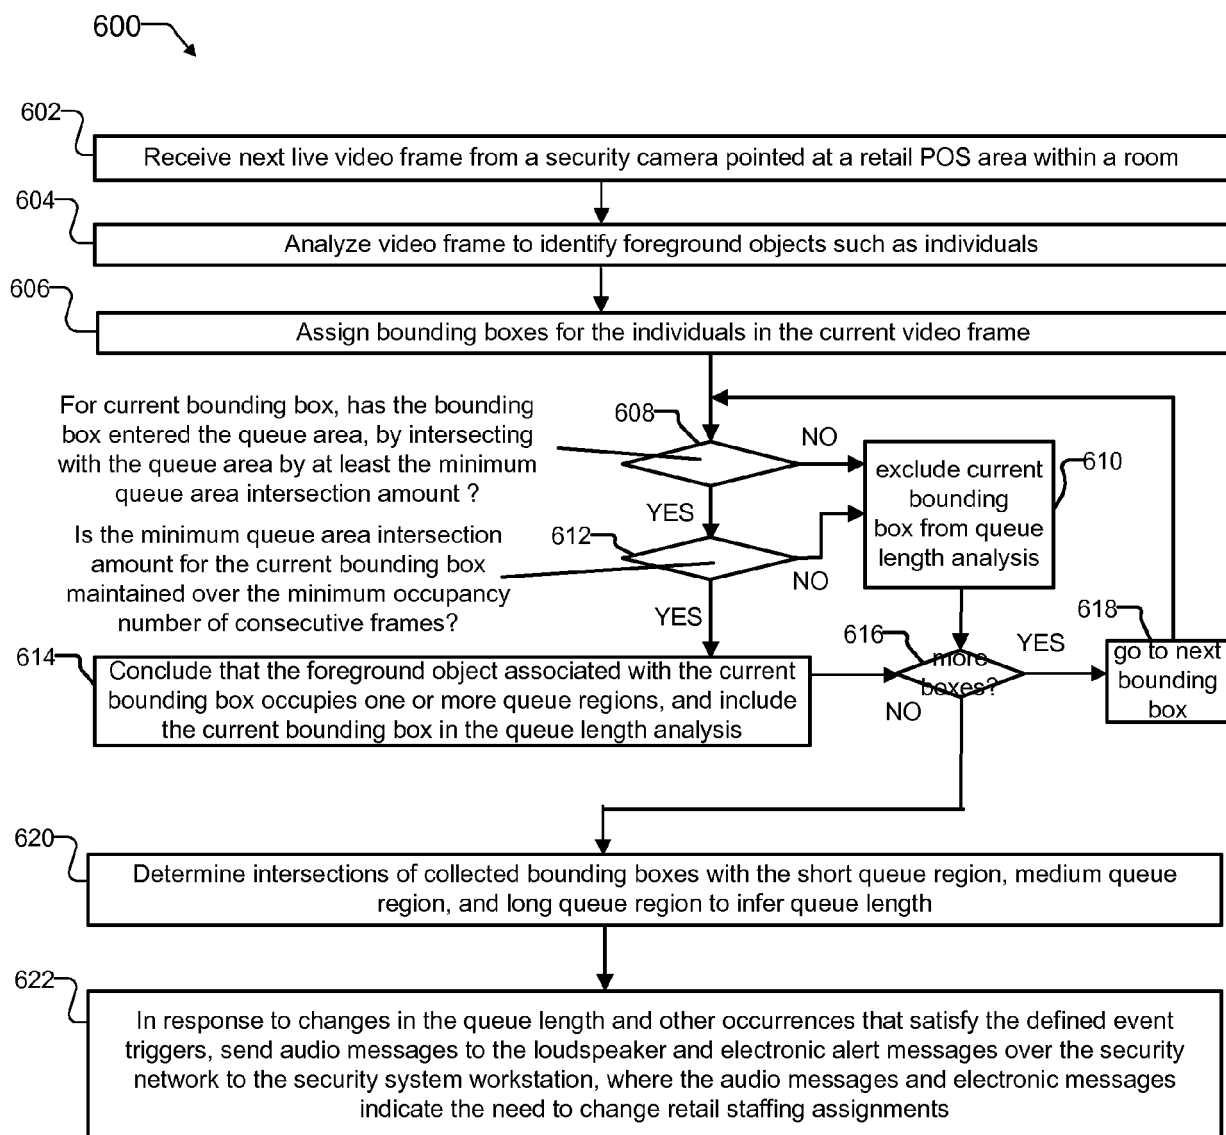 600
602
Receive next live video frame from a security camera pointed at a retail POS area within a room
604
Analyze video frame to identify foreground objects such as individuals
606
Assign bounding boxes for the individuals in the current video frame
For current bounding box, has the bounding
box entered the queue area, by intersecting
with the queue area by at least the minimum
queue area intersection amount ?
608
NO
YES
exclude current
bounding
box from queue
length analysis
610
Is the minimum queue area intersection
amount for the current bounding box
maintained over the minimum occupancy
number of consecutive frames?
612
NO
YES
614
Conclude that the foreground object associated with the current
bounding box occupies one or more queue regions, and include
the current bounding box in the queue length analysis
616
more
boxes?
YES
NO
618
go to next
bounding
box
620
Determine intersections of collected bounding boxes with the short queue region, medium queue
region, and long queue region to infer queue length
622
In response to changes in the queue length and other occurrences that satisfy the defined event
triggers, send audio messages to the loudspeaker and electronic alert messages over the security
network to the security system workstation, where the audio messages and electronic messages
indicate the need to change retail staffing assignments